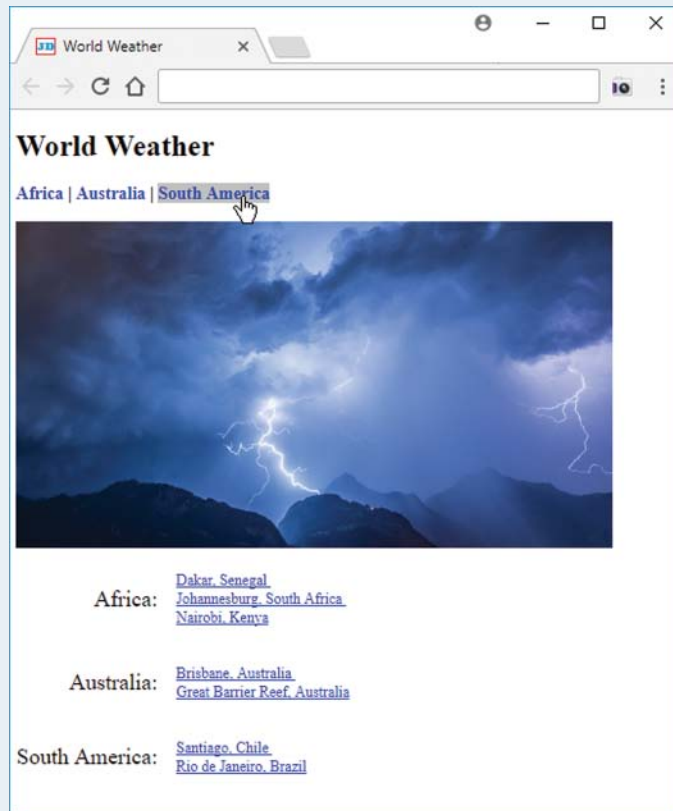 JD World Weather
World Weather
Africa | Australia | South America
Africa:
Dakar, Senegal
Johannesburg, South Africa
Nairobi, Kenya
Australia:
Brisbane, Australia
Great Barrier Reef, Australia
South America:
Santiago, Chile
Rio de Janeiro, Brazil